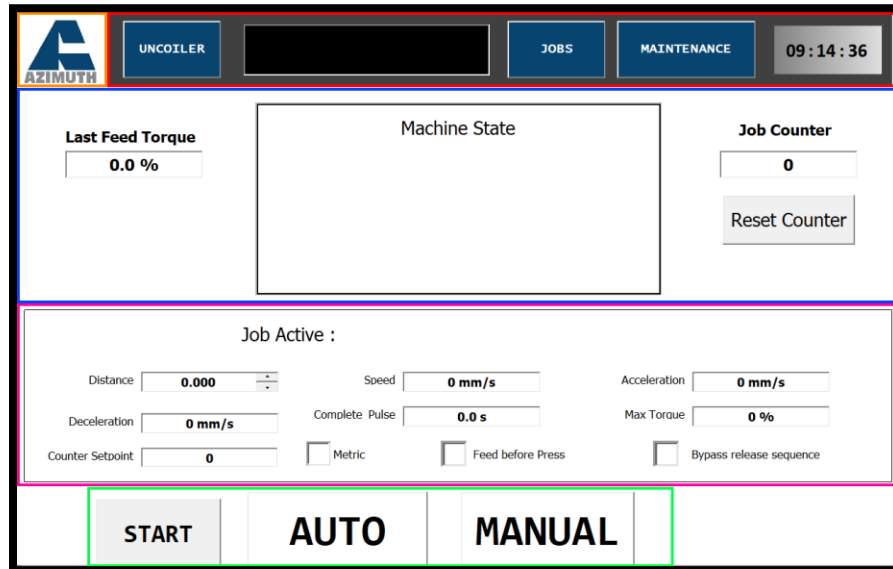 AZIMUTH
UNCOILER
JOBS
MAINTENANCE
09:14:36
Last Feed Torque
0.0 %
Machine State
Job Counter
0
Reset Counter
Job Active :
Distance 0.000
Speed 0 mm/s
Acceleration 0 mm/s
Deceleration 0 mm/s
Complete Pulse 0.0 s
Max Torque 0 %
Counter Setpoint 0
Metric
Feed before Press
Bypass release sequence
START
AUTO
MANUAL